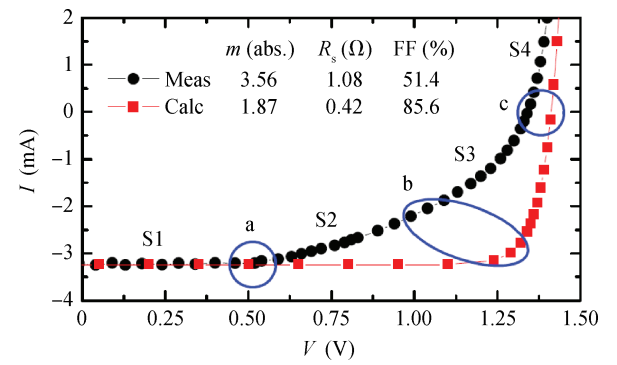 m (abs.) Rs (Ω) FF (%)
Meas 3.56 1.08 51.4
Calc 1.87 0.42 85.6
S4
c
S3
b
S2
a
S1
2
1
0
−1
−2
−3
−4
I (mA)
0 0.25 0.50 0.75 1.00 1.25 1.50
V (V)